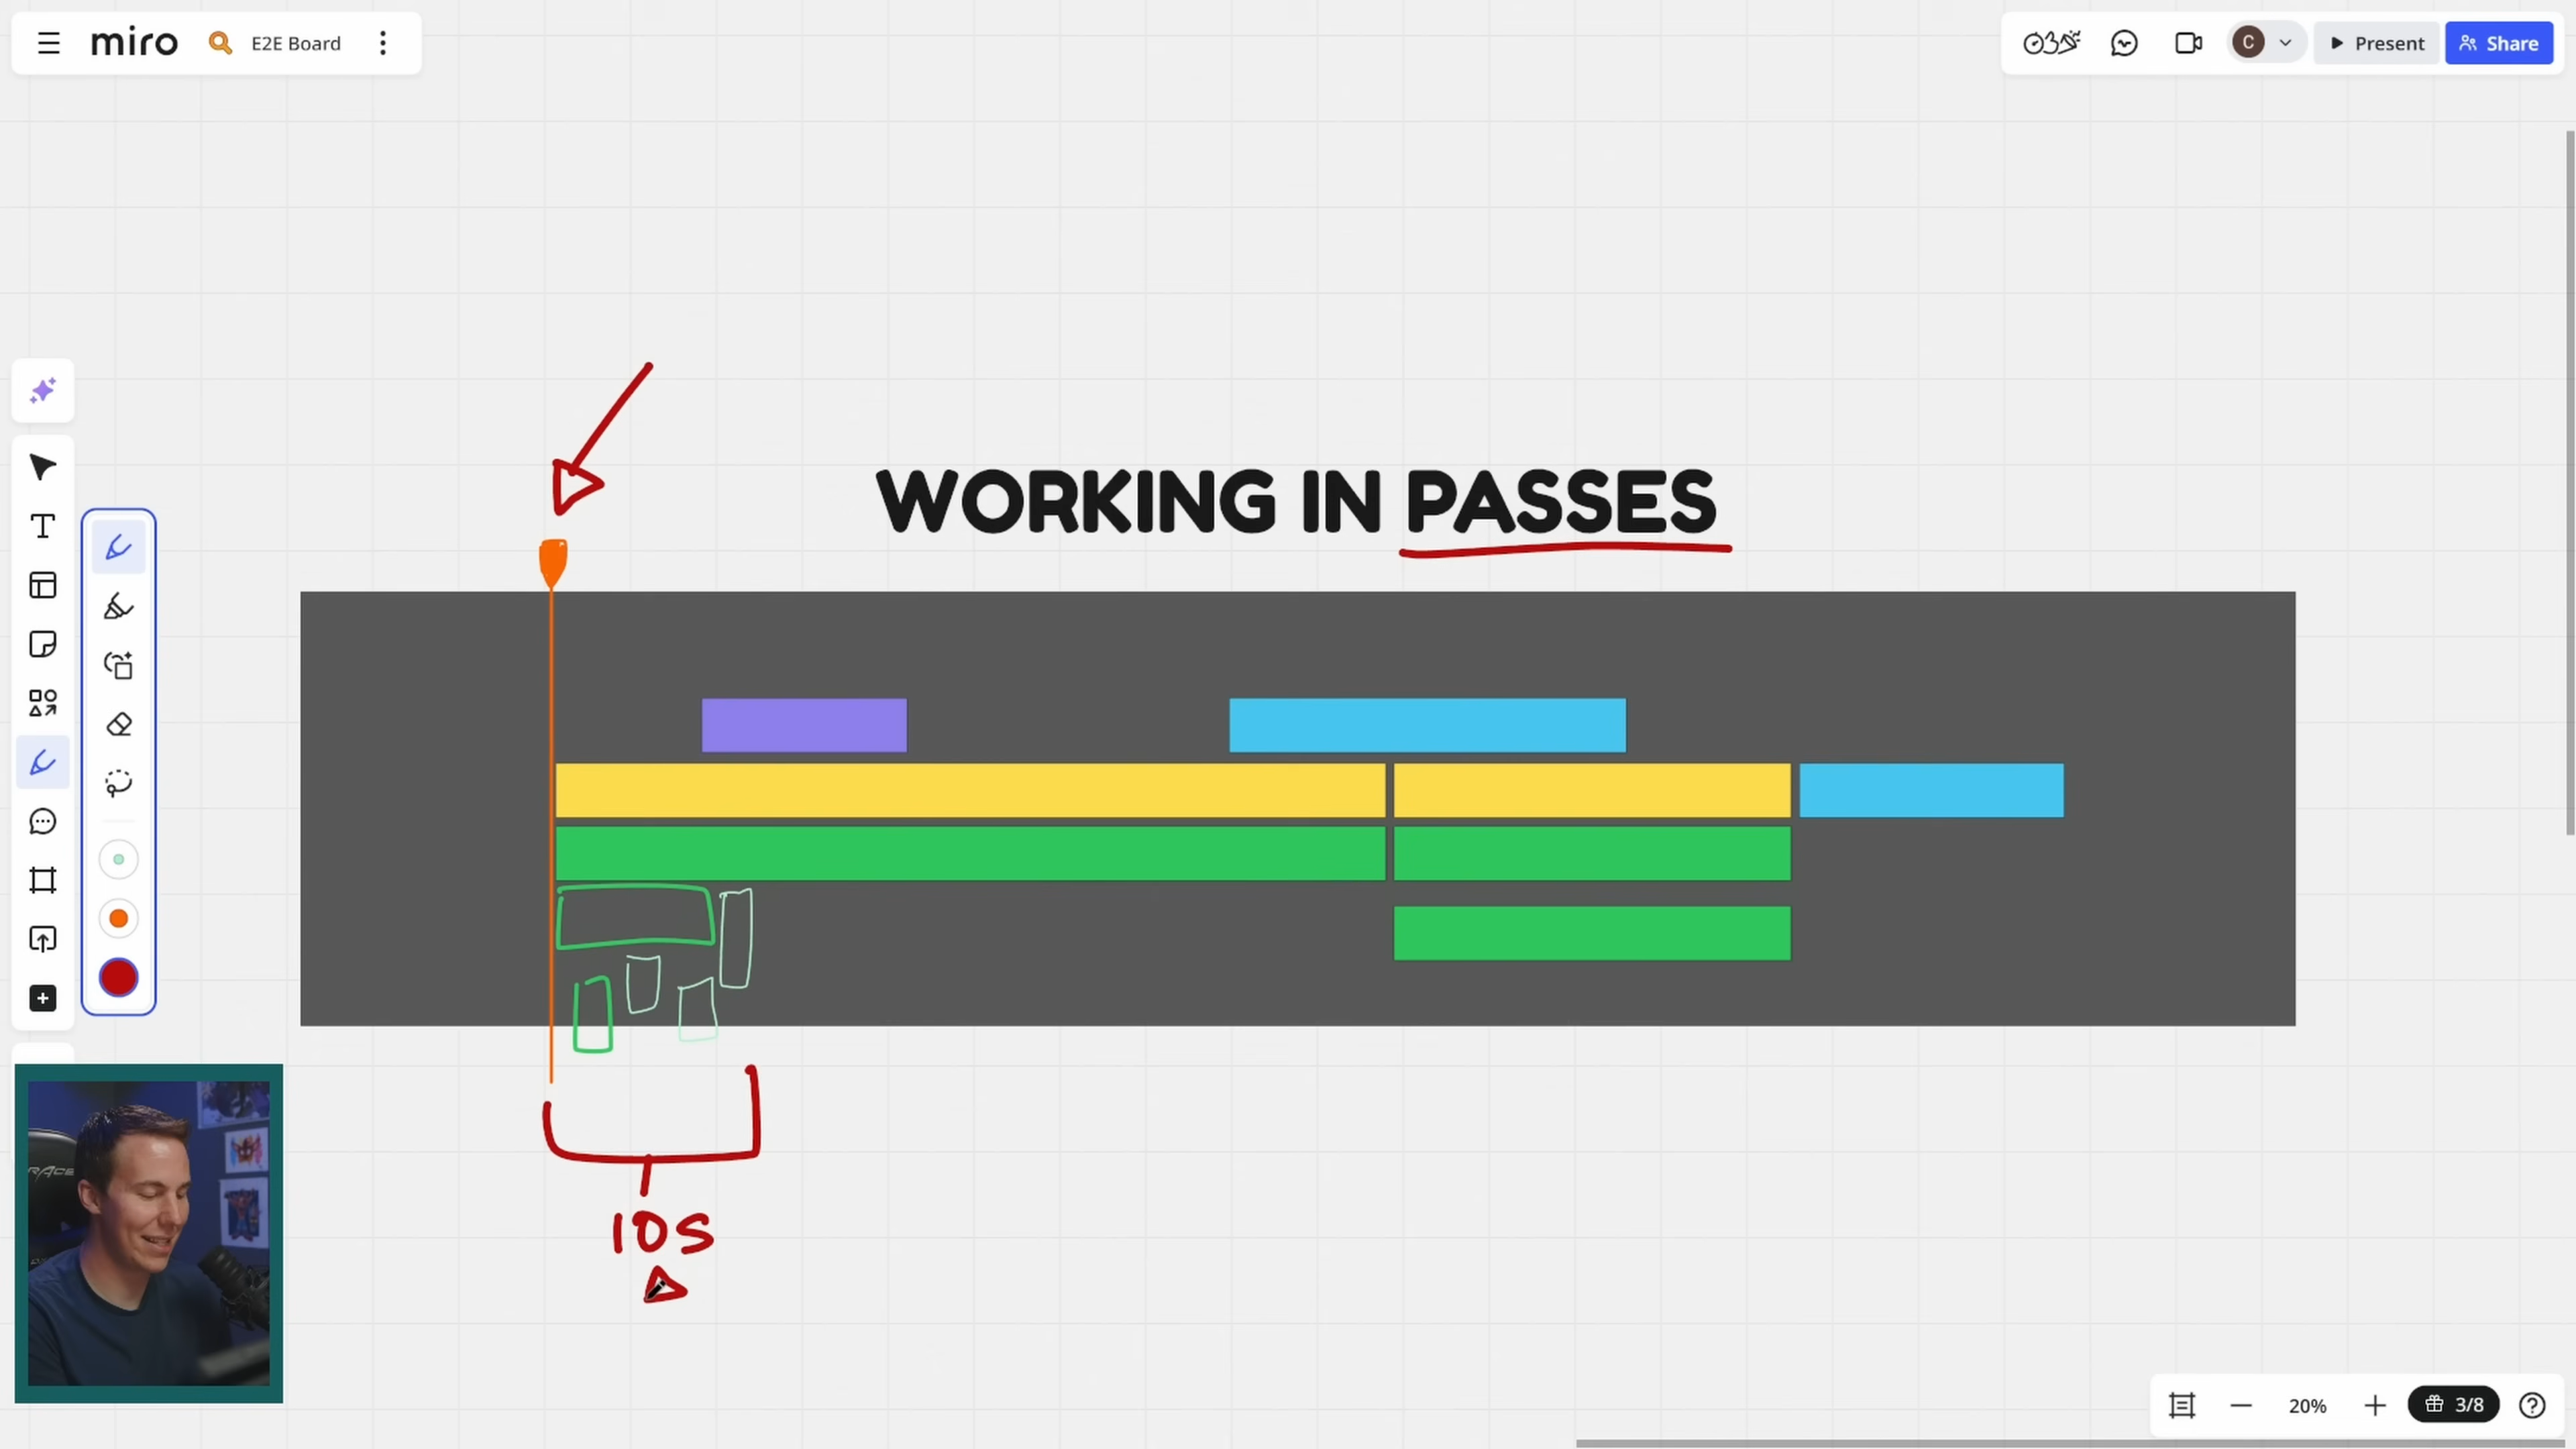 miro
E2E Board
C
Present
Share
WORKING IN PASSES
10s
20%
3/8